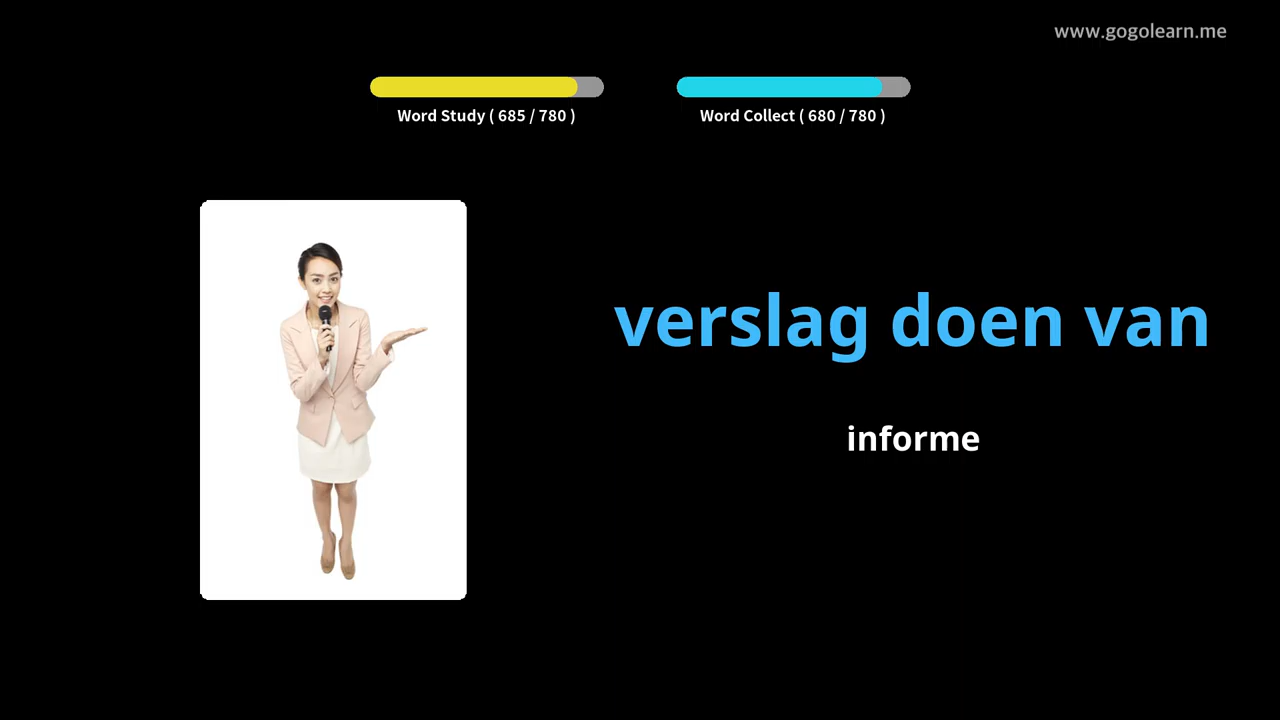 www.gogolearn.me
Word Study ( 685 / 780 )
Word Collect ( 680 / 780 )
verslag doen van
informe